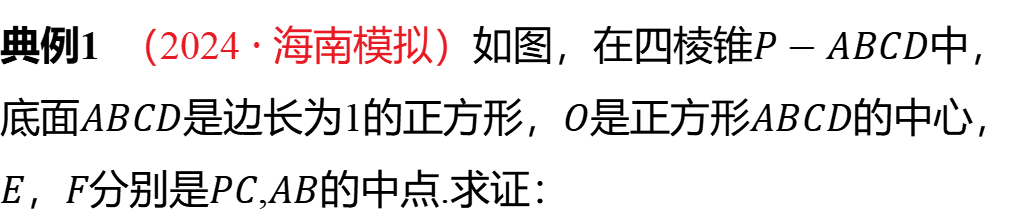 典例1 （2024 · 海南模拟）如图，在四棱锥P − ABCD中，
底面ABCD是边长为1的正方形，O是正方形ABCD的中心，
E，F分别是PC,AB的中点.求证：